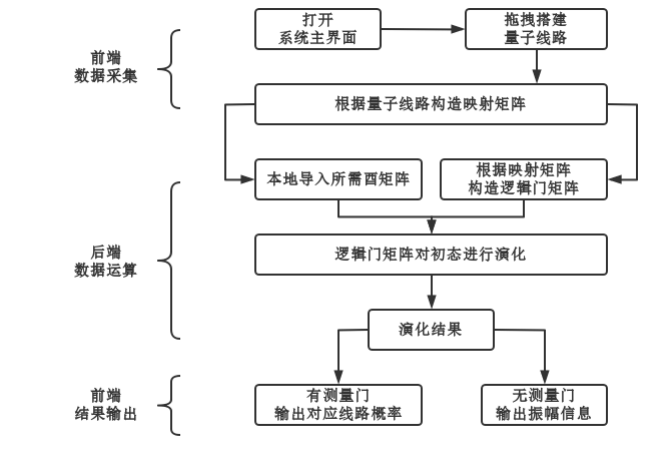 打开
系统主界面
拖拽搭建
量子线路
前端
数据采集
根据量子线路构造映射矩阵
本地导入所需酉矩阵
根据映射矩阵
构造逻辑门矩阵
后端
数据运算
逻辑门矩阵对初态进行演化
演化结果
前端
结果输出
有测量门
输出对应线路概率
无测量门
输出振幅信息